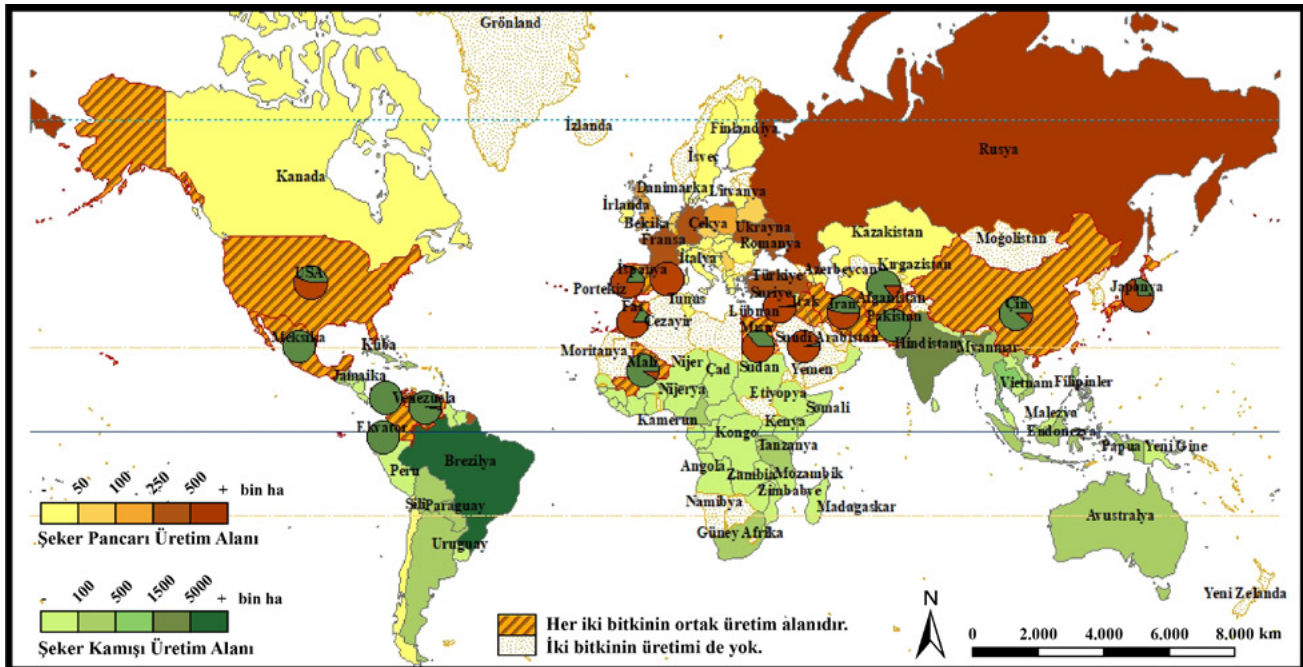 Grönland
İzlanda
Finlandiya
İsveç
Rusya
Kanada
Danimarka
Litvanya
İrlanda
Belçika
Çekya
Ukrayna
Fransa
Romanya
Kazakistan
Moğolistan
İtalya
Azerbeycan
Kırgazistan
USA
İspanya
Türkiye
Portekiz
Tunus
Suriye
Irak
İran
Afganistan
Çin
Japonya
Lübnan
Fas
Cezayir
Pakistan
Meksika
Küba
Mısır
Suudi Arabistan
Hindistan
Myanmar
Moritanya
Mali
Nijer
Çad
Sudan
Yemen
Jamaika
Nijerya
Etiyopya
Vietnam
Filipinler
Venezuela
Somali
Kamerun
Kenya
Malezya
Ekvator
Kongo
Endonezya
Tanzanya
Papua Yeni Gine
Brezilya
Peru
Angola
Zambia
Mozambik
Zimbabve
Madagaskar
Şili
Paraguay
Namibya
Avustralya
Güney Afrika
Uruguay
Yeni Zelanda
- 50 100 250 500 + bin ha
Şeker Pancarı Üretim Alanı
- 100 500 1500 5000 + bin ha
Şeker Kamışı Üretim Alanı
Her iki bitkinin ortak üretim alanıdır.
İki bitkinin üretimi de yok.
N
0 2.000 4.000 6.000 8.000 km